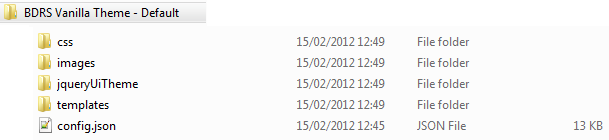 BDRS Vanilla Theme - Default
css 15/02/2012 12:49 File folder
images 15/02/2012 12:49 File folder
jqueryUiTheme 15/02/2012 12:49 File folder
templates 15/02/2012 12:49 File folder
config.json 15/02/2012 12:45 JSON File 13 KB